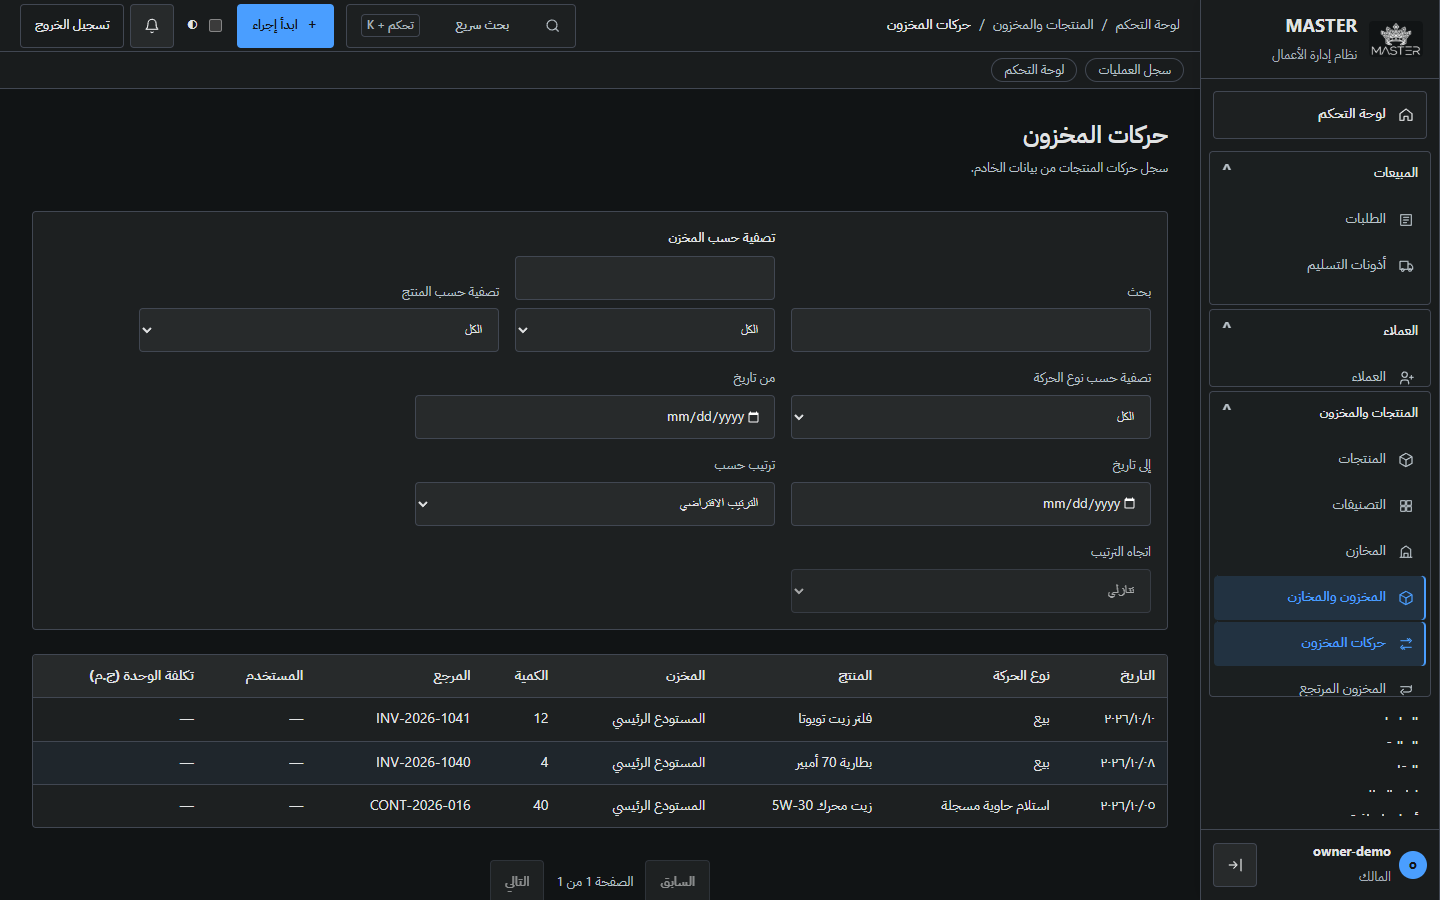 MASTER
نظام إدارة الأعمال
MASTER
لوحة التحكم
المبيعات
الطلبات
أذونات التسليم
العملاء
العملاء
المنتجات والمخزون
المنتجات
التصنيفات
المخازن
المخزون والمخازن
حركات المخزون
المخزون المرتجع
owner-demo
المالك
o
لوحة التحكم / المنتجات والمخزون / حركات المخزون
بحث سريع
تحكم + K
+ ابدأ إجراء
تسجيل الخروج
سجل العمليات
لوحة التحكم
حركات المخزون
سجل حركات المنتجات من بيانات الخادم.
بحث
تصفية حسب المخزن
الكل
تصفية حسب المنتج
الكل
تصفية حسب نوع الحركة
الكل
من تاريخ
mm/dd/yyyy
إلى تاريخ
mm/dd/yyyy
ترتيب حسب
الترتيب الافتراضي
اتجاه الترتيب
تنازلي
التاريخ نوع الحركة المنتج المخزن الكمية المرجع المستخدم تكلفة الوحدة (ج.م)
٢٠٢٦/١٠/١٠ بيع فلتر زيت تويوتا المستودع الرئيسي 12 INV-2026-1041 — —
٢٠٢٦/١٠/٠٨ بيع بطارية 70 أمبير المستودع الرئيسي 4 INV-2026-1040 — —
٢٠٢٦/١٠/٠٥ استلام حاوية مسجلة زيت محرك 5W-30 المستودع الرئيسي 40 CONT-2026-016 — —
السابق
الصفحة 1 من 1
التالي